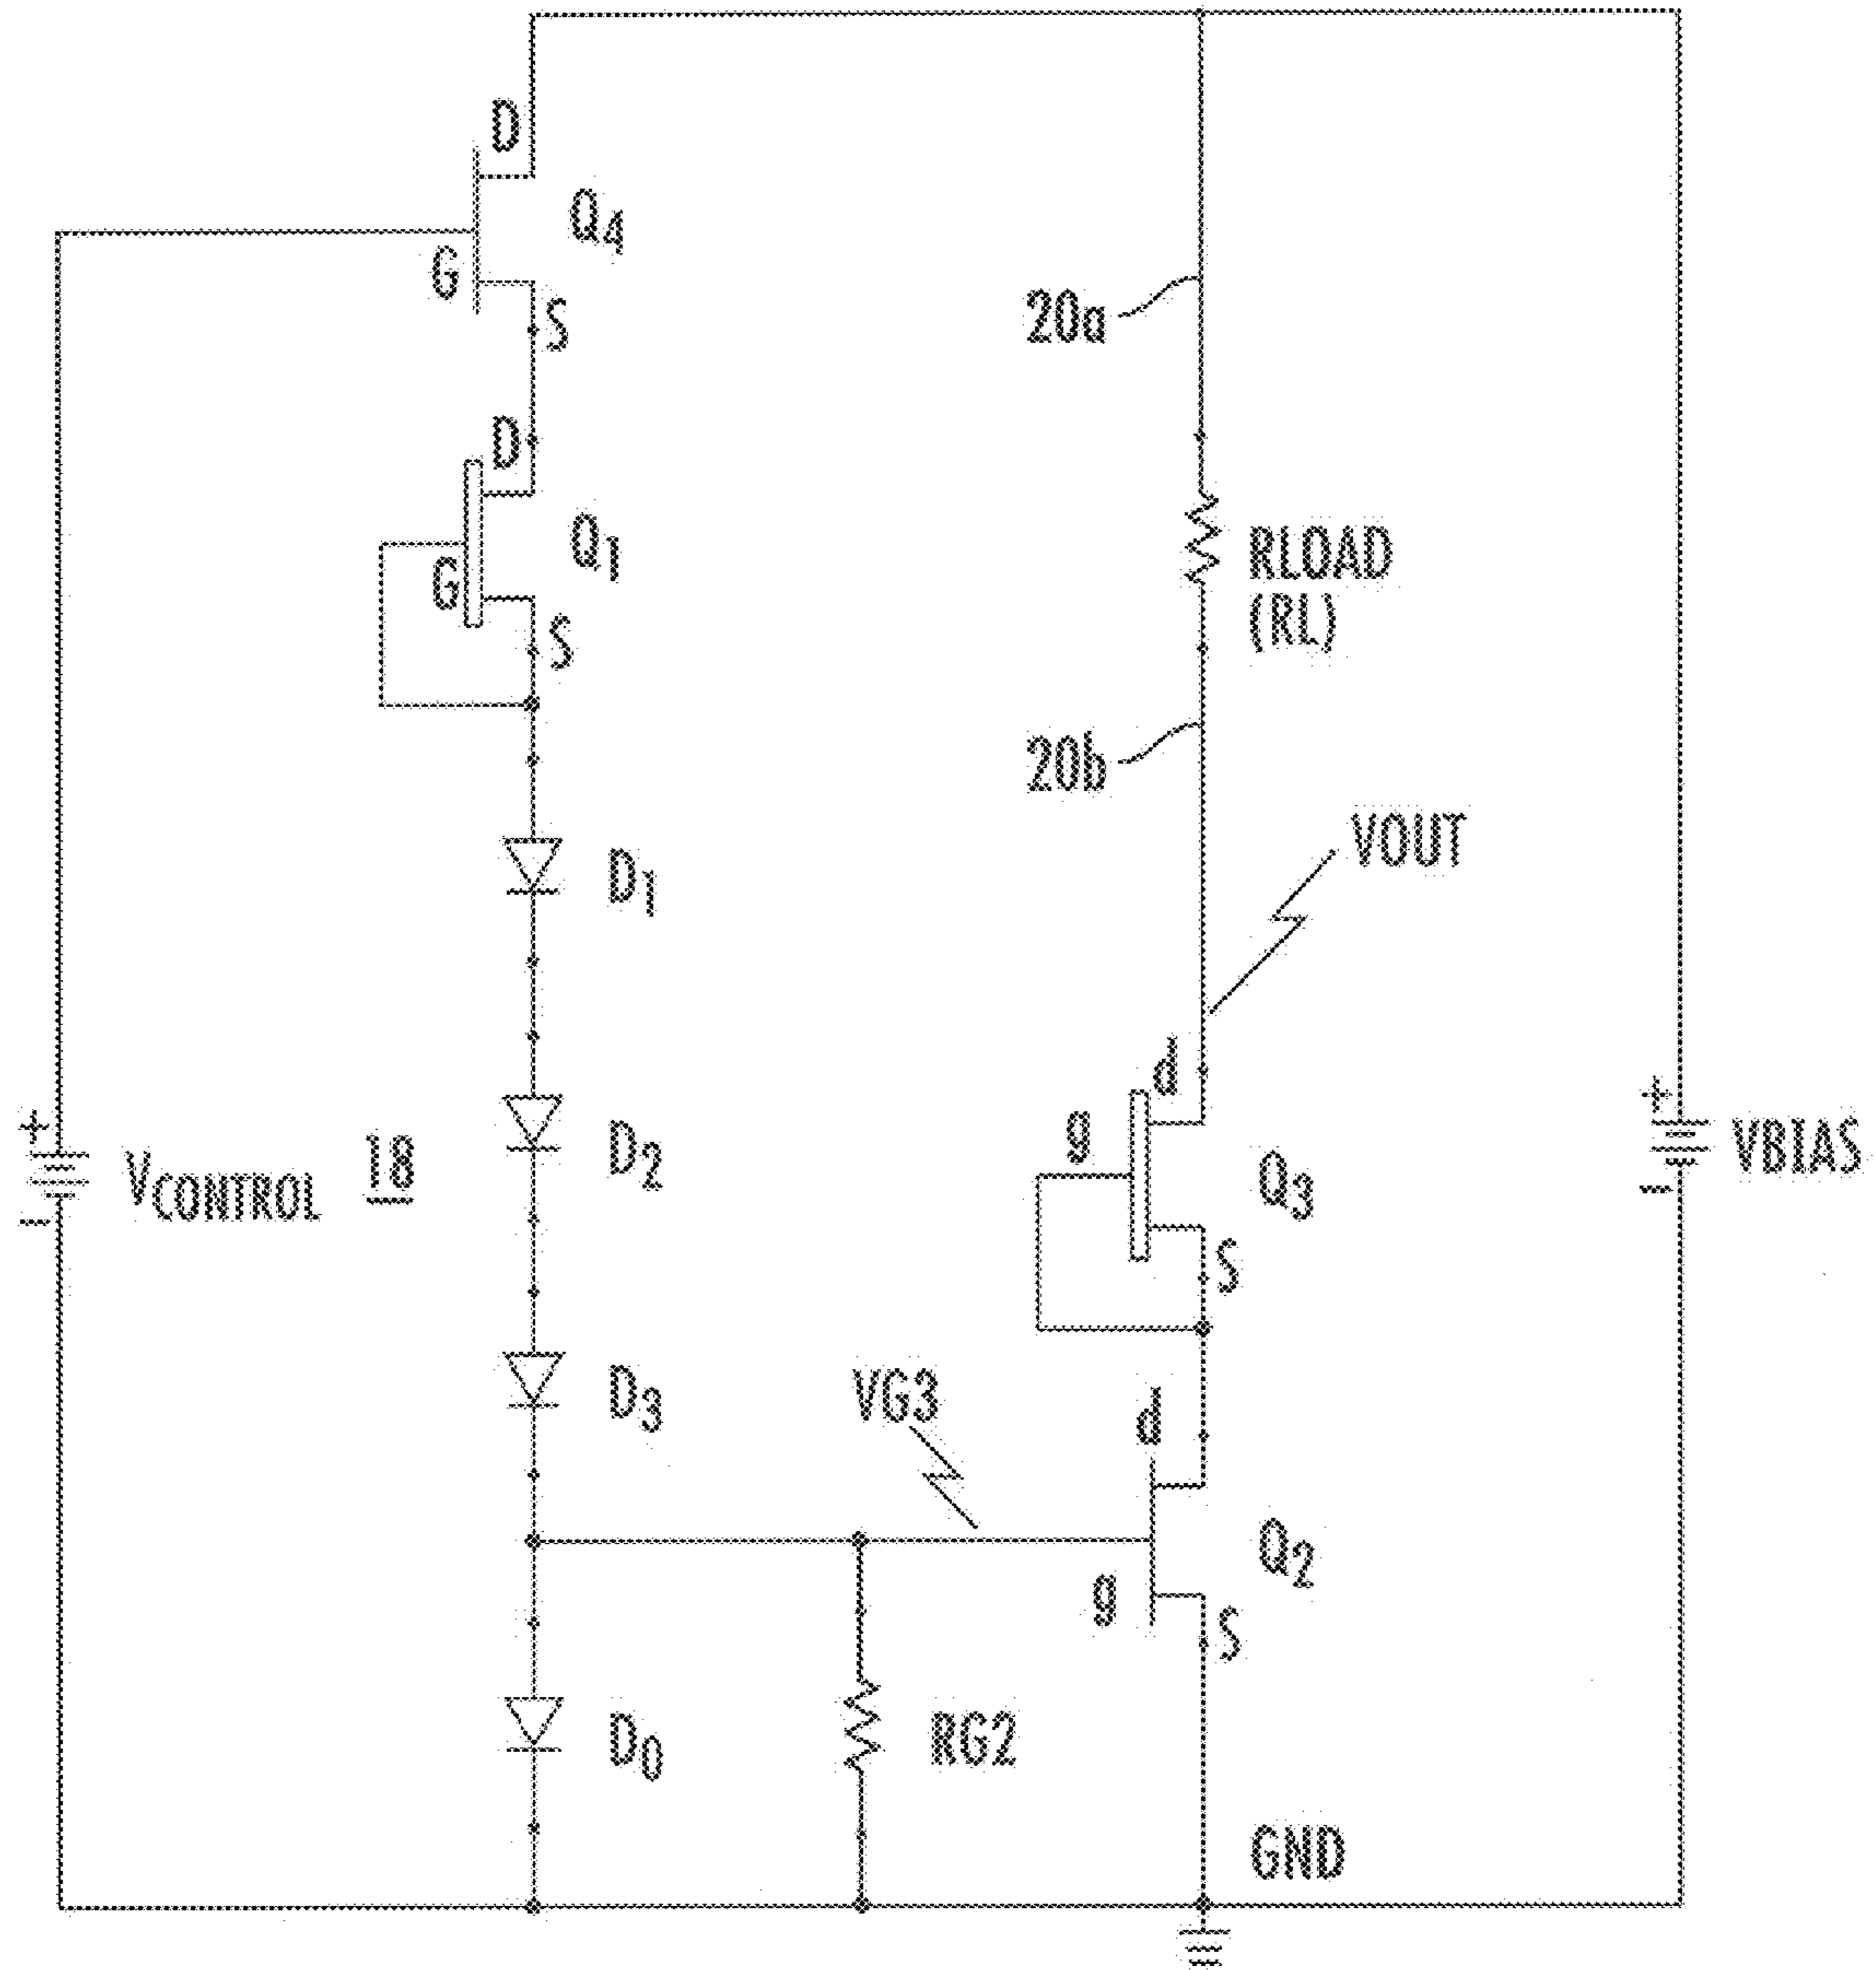 D
Q4
G
S
20a
D
Q1
G
S
RLOAD
(RL)
20b
VOUT
D1
d
g
+
+
VCONTROL
18
D2
Q3
VBIAS
-
-
S
D3
VG3
d
Q2
g
S
D0
RG2
GND